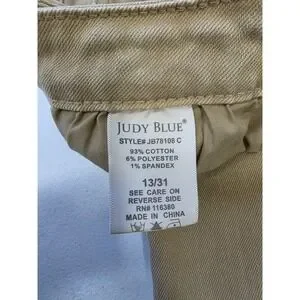 JUDY BLUE®
STYLE# JB78108 C
93% COTTON
6% POLYESTER
1% SPANDEX
13/31
SEE CARE ON
REVERSE SIDE
RN# 116380
MADE IN CHINA